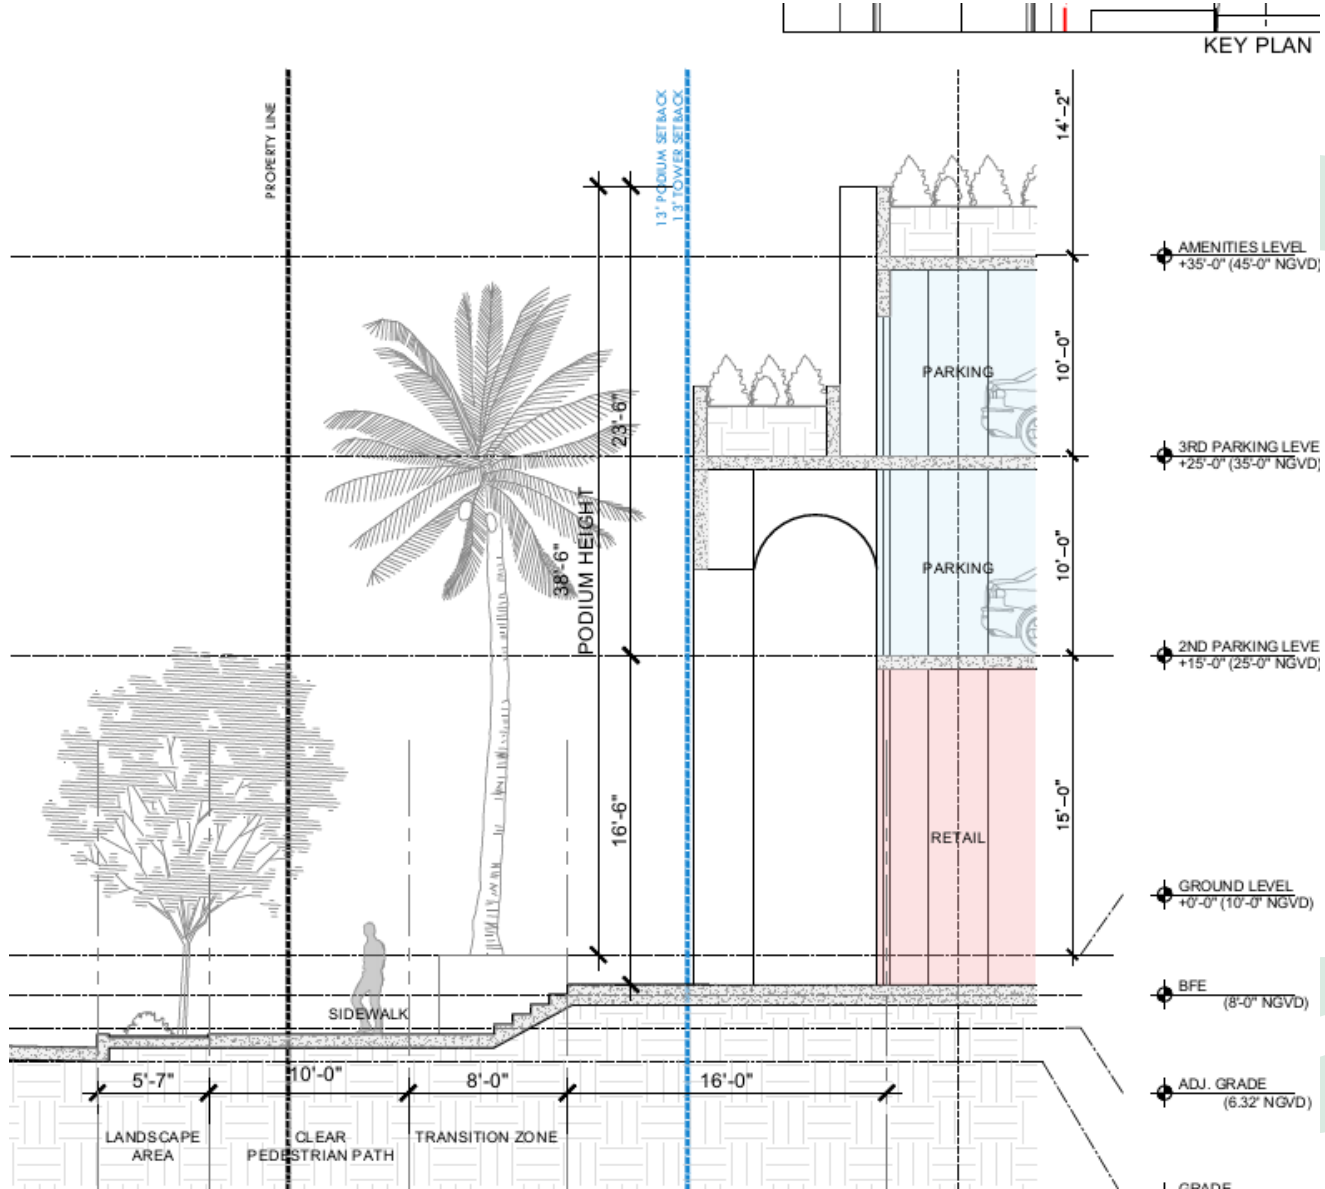 KEY PLAN
PROPERTY LINE
13' PODIUM SETBACK
13' TOWER SETBACK
14'-2"
AMENITIES LEVEL
+35'-0" (45'-0" NGVD)
PARKING
10'-0"
23'-6"
3RD PARKING LEVE
+25'-0" (35'-0" NGVD)
38'-6"
PODIUM HEIGHT
PARKING
10'-0"
2ND PARKING LEVE
+15'-0" (25'-0" NGVD)
16'-6"
RETAIL
15'-0"
GROUND LEVEL
+0'-0" (10'-0" NGVD)
BFE
(8'-0" NGVD)
SIDEWALK
5'-7"
10'-0"
8'-0"
16'-0"
ADJ. GRADE
(6.32' NGVD)
LANDSCAPE
AREA
CLEAR
PEDESTRIAN PATH
TRANSITION ZONE
GRADE